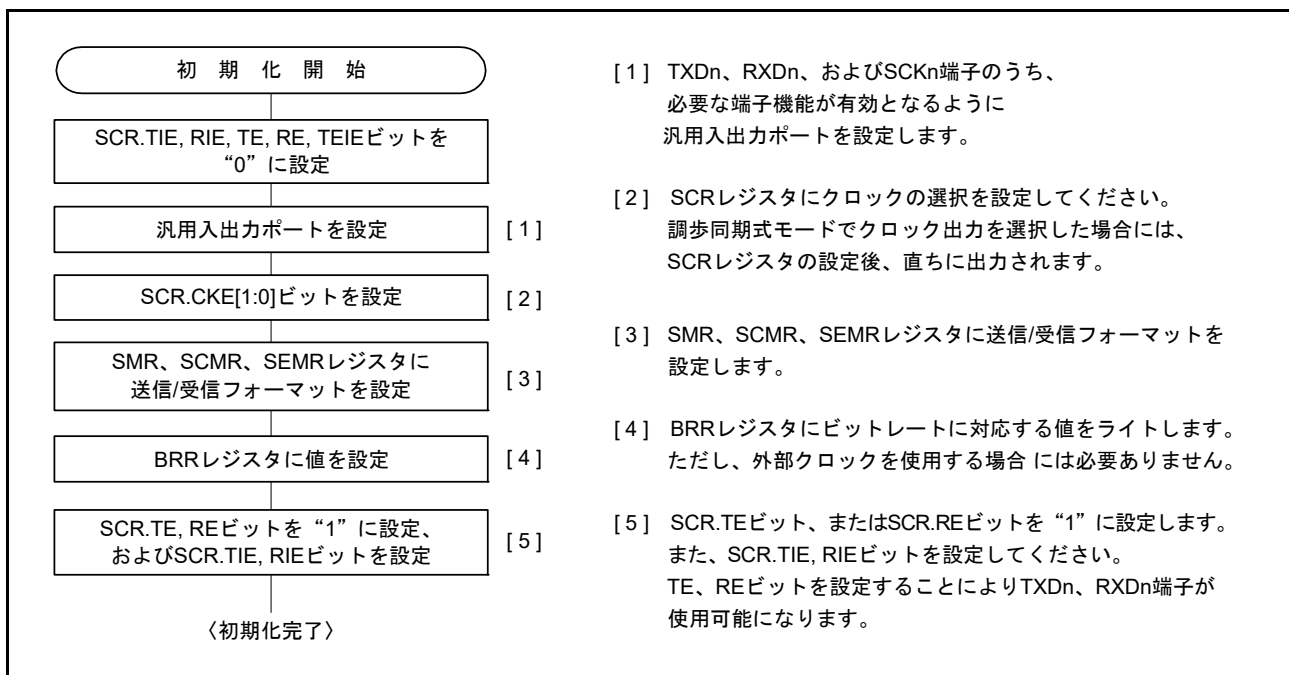 初 期 化 開 始
SCR.TIE, RIE, TE, RE, TEIEビットを
“0”に設定
汎用入出力ポートを設定
[ 1 ]
SCR.CKE[1:0]ビットを設定
[ 2 ]
SMR、SCMR、SEMRレジスタに
送信/受信フォーマットを設定
[ 3 ]
BRRレジスタに値を設定
[ 4 ]
SCR.TE, REビットを“1”に設定、
およびSCR.TIE, RIEビットを設定
[ 5 ]
〈初期化完了〉
[ 1 ] TXDn、RXDn、およびSCKn端子のうち、
必要な端子機能が有効となるように
汎用入出力ポートを設定します。
[ 2 ] SCRレジスタにクロックの選択を設定してください。
調歩同期式モードでクロック出力を選択した場合には、
SCRレジスタの設定後、直ちに出力されます。
[ 3 ] SMR、SCMR、SEMRレジスタに送信/受信フォーマットを
設定します。
[ 4 ] BRRレジスタにビットレートに対応する値をライトします。
ただし、外部クロックを使用する場合 には必要ありません。
[ 5 ] SCR.TEビット、またはSCR.REビットを“1”に設定します。
また、SCR.TIE, RIEビットを設定してください。
TE、REビットを設定することによりTXDn、RXDn端子が
使用可能になります。